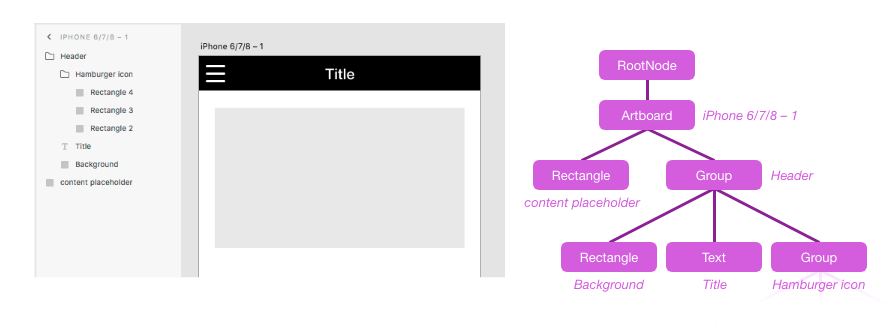 IPHONE 6/7/8 – 1
Header
Hamburger icon
Rectangle 4
Rectangle 3
Rectangle 2
Title
Background
content placeholder
iPhone 6/7/8 – 1
Title
RootNode
Artboard
iPhone 6/7/8 – 1
Rectangle
Group
Header
content placeholder
Rectangle
Text
Group
Background
Title
Hamburger icon